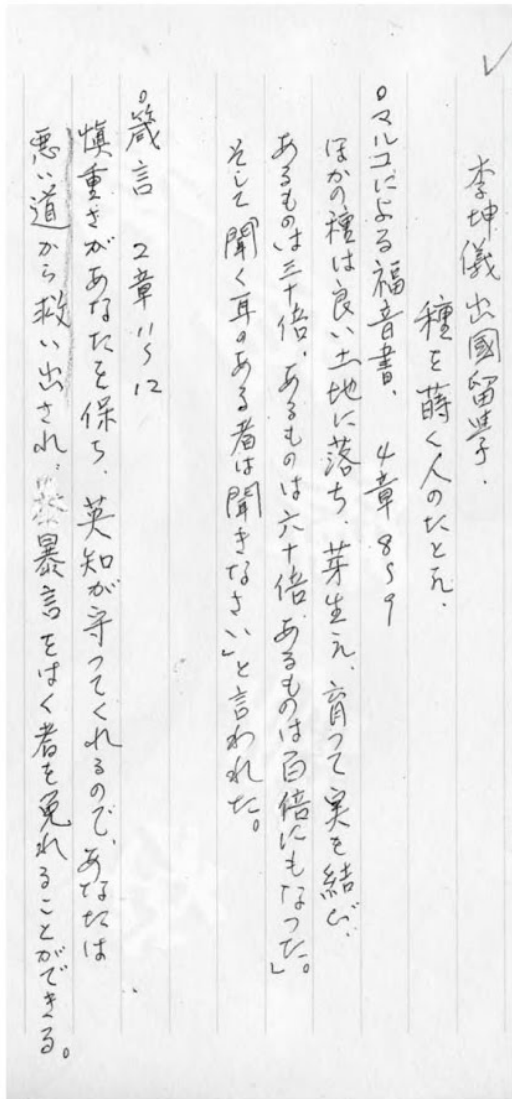 李坤儀出國留学.
種を蒔く人のたとえ.
○マルコによる福音書、 4章 8〜9
ほかの種は良い土地に落ち、芽生え、育って実を結び、
あるものは三十倍、あるものは六十倍、あるものは百倍にもなった」。
そして聞く耳のある者は聞きなさい」と言われた。
○箴言 2章 11〜12
慎重さがあなたを保ち、英知が守ってくれるので、あなたは
悪い道から救い出され、暴言をはく者を免れることができる。